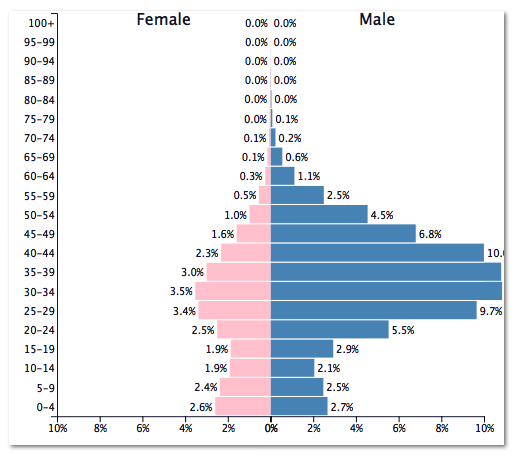 Female Male
100+ 0.0% 0.0%
95-99 0.0% 0.0%
90-94 0.0% 0.0%
85-89 0.0% 0.0%
80-84 0.0% 0.0%
75-79 0.0% 0.1%
70-74 0.1% 0.2%
65-69 0.1% 0.6%
60-64 0.3% 1.1%
55-59 0.5% 2.5%
50-54 1.0% 4.5%
45-49 1.6% 6.8%
40-44 2.3% 10.0
35-39 3.0%
30-34 3.5%
25-29 3.4% 9.7%
20-24 2.5% 5.5%
15-19 1.9% 2.9%
10-14 1.9% 2.1%
5-9 2.4% 2.5%
0-4 2.6% 2.7%
10% 8% 6% 4% 2% 0% 2% 4% 6% 8% 10%